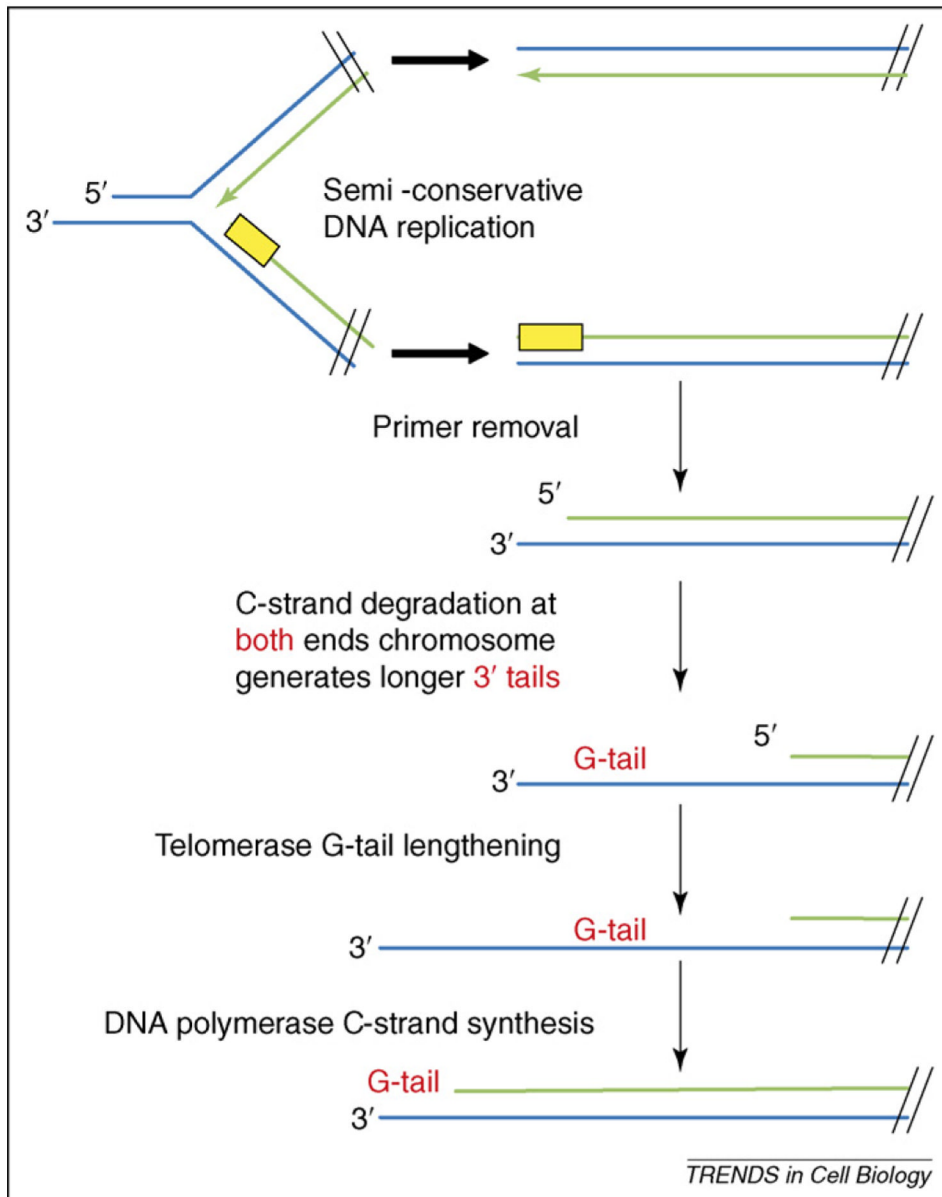 5′
3′
Semi -conservative
DNA replication
Primer removal
5′
3′
C-strand degradation at
both ends chromosome
generates longer 3′ tails
5′
G-tail
3′
Telomerase G-tail lengthening
G-tail
3′
DNA polymerase C-strand synthesis
G-tail
3′
TRENDS in Cell Biology